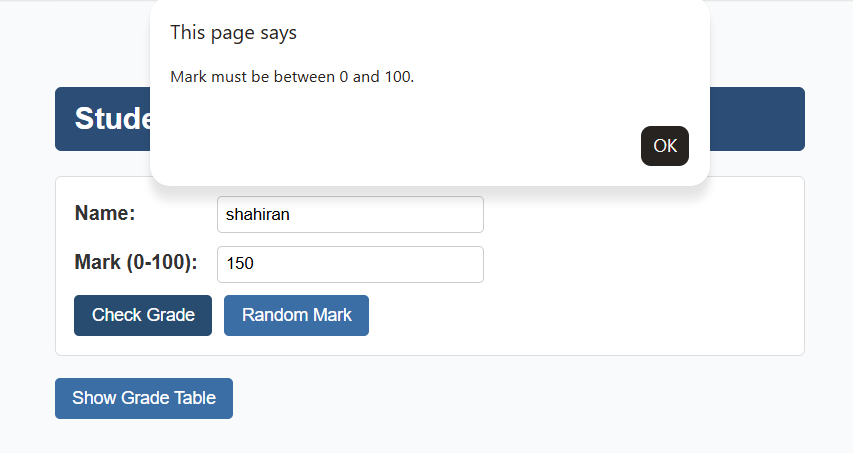 This page says
Mark must be between 0 and 100.
OK
Name:
shahiran
Mark (0-100):
150
Check Grade
Random Mark
Show Grade Table